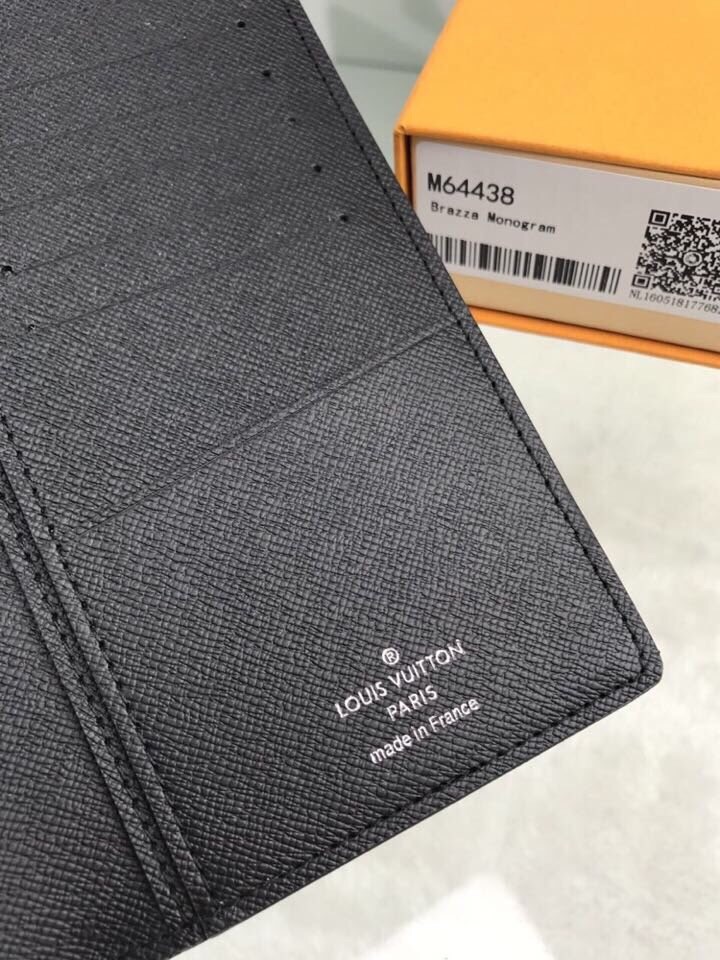 M64438
Brazza Monogram
®
LOUIS VUITTON
PARIS
made in France